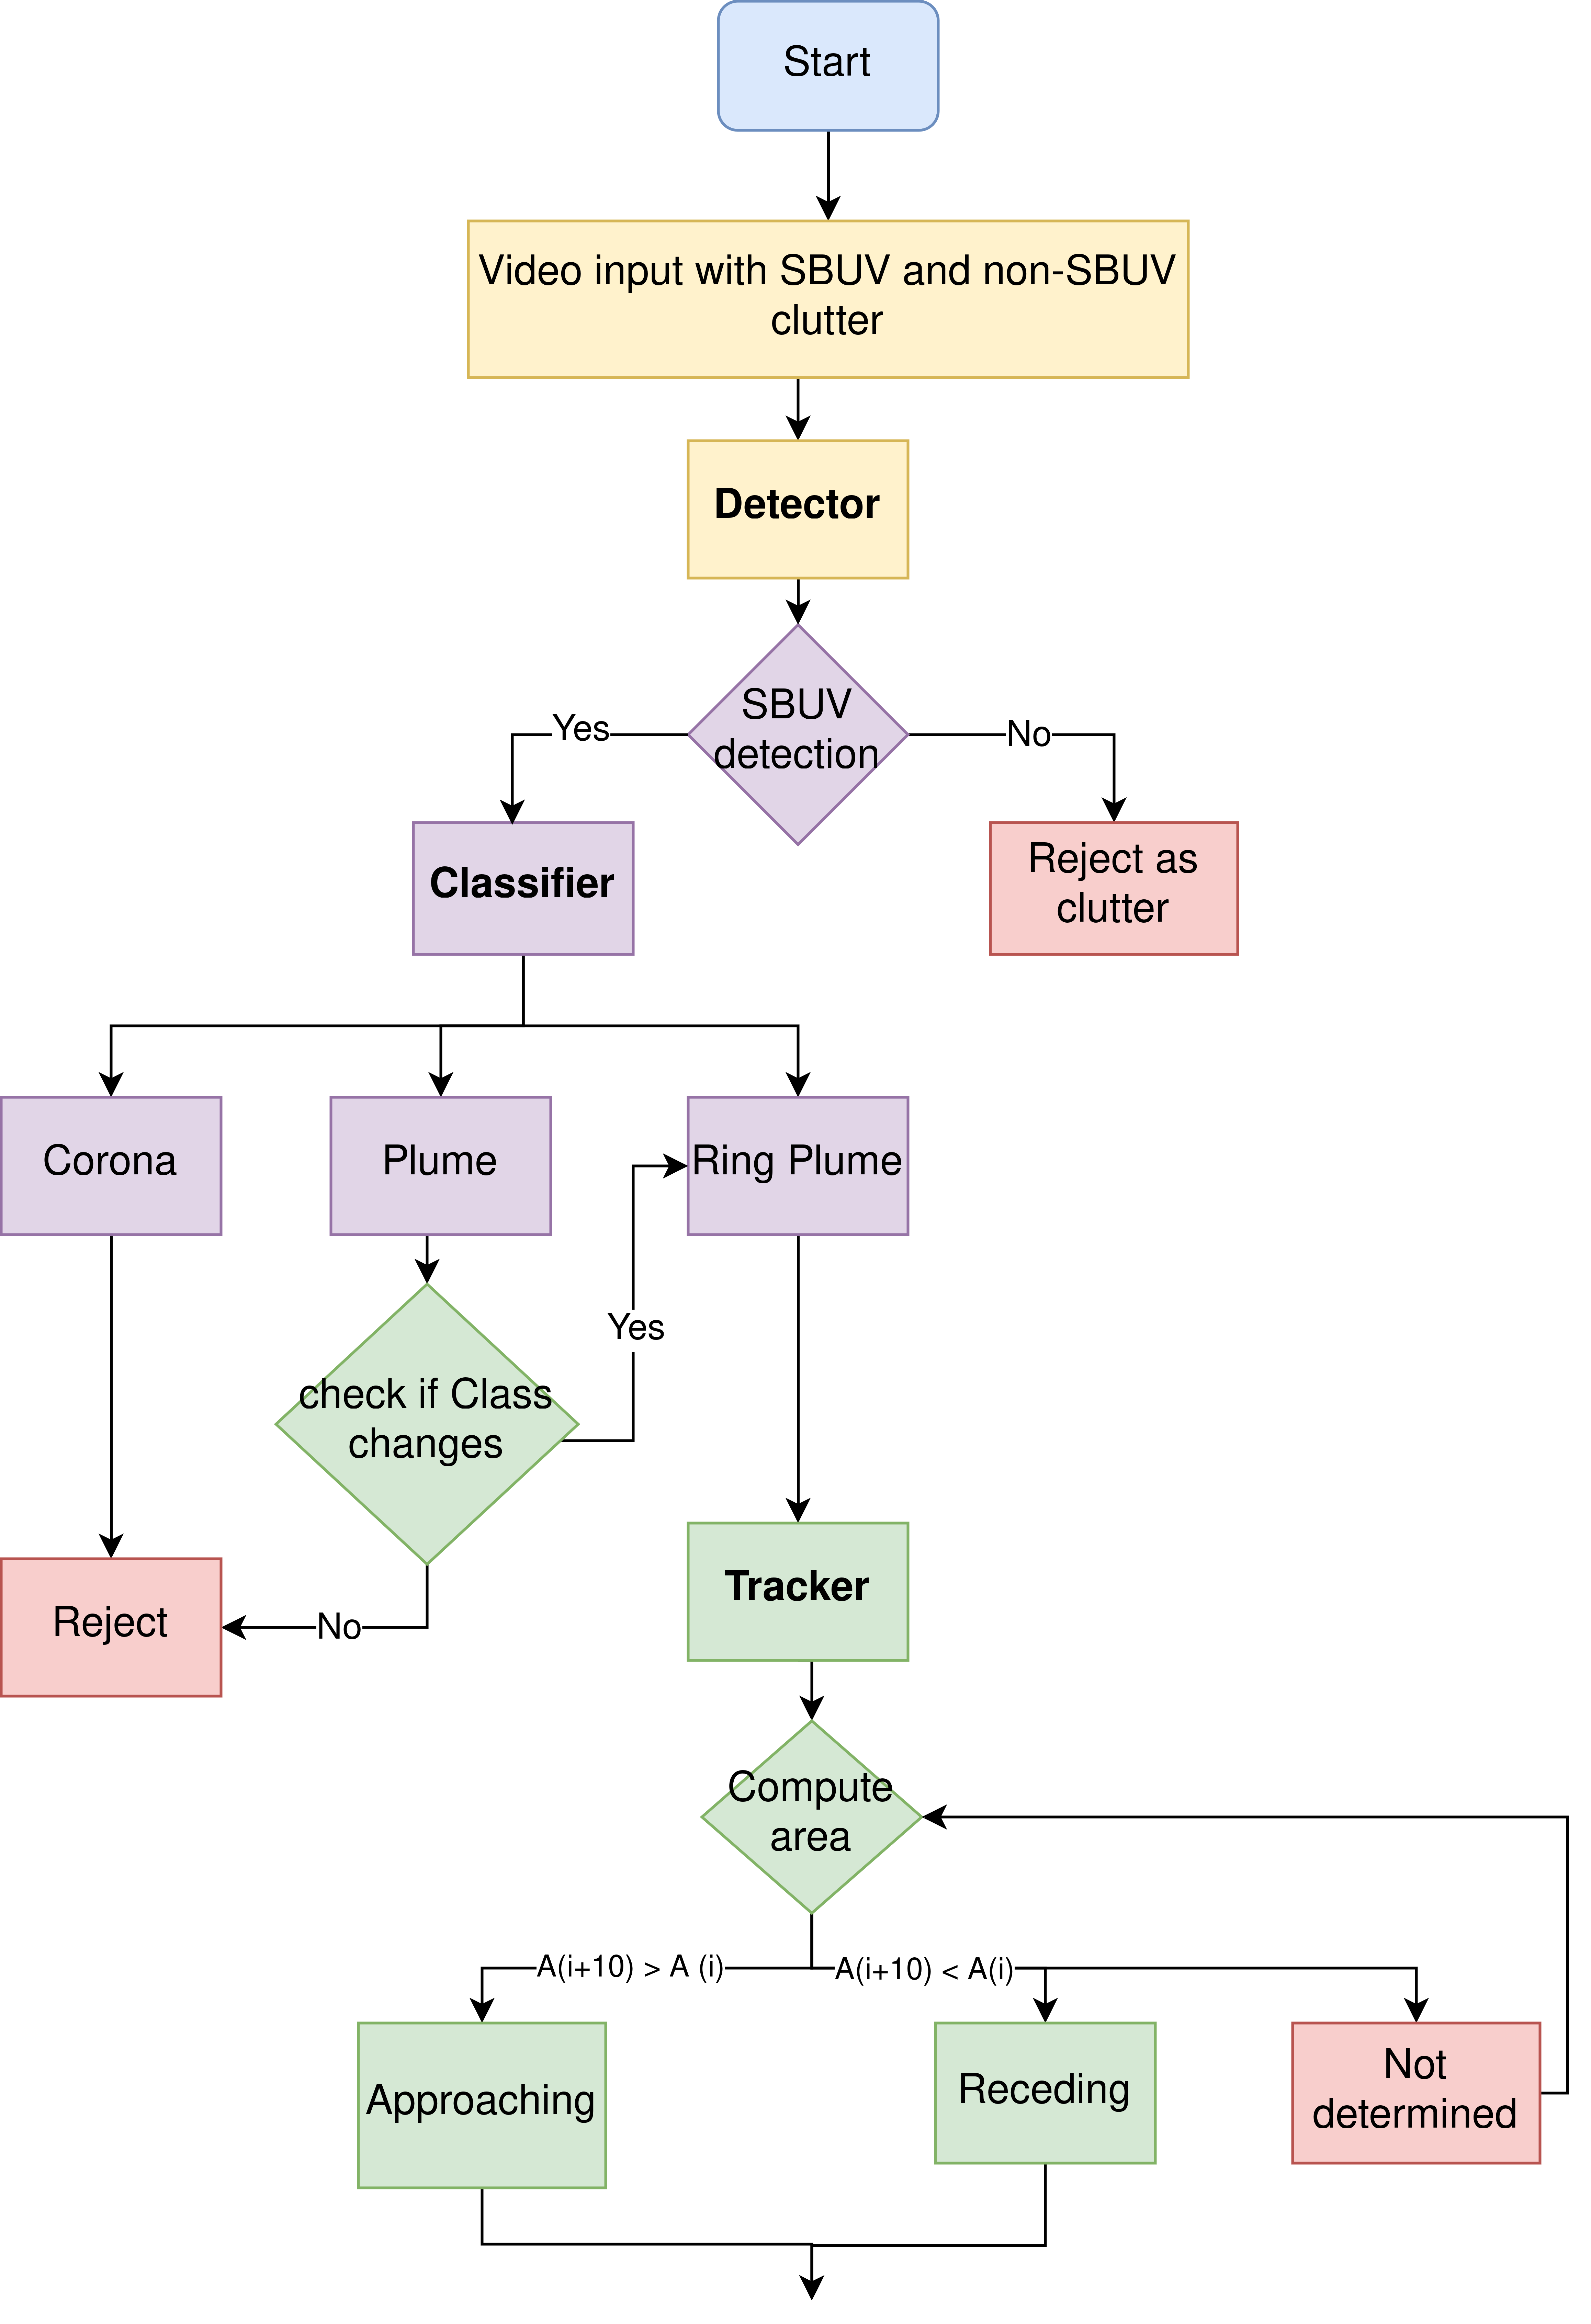 Start
Video input with SBUV and non-SBUV
clutter
Detector
SBUV
detection
Yes
No
Classifier
Reject as
clutter
Corona
Plume
Ring Plume
Yes
check if Class
changes
Tracker
Reject
No
Compute
area
A(i+10) > A (i)
A(i+10) < A(i)
Approaching
Receding
Not
determined